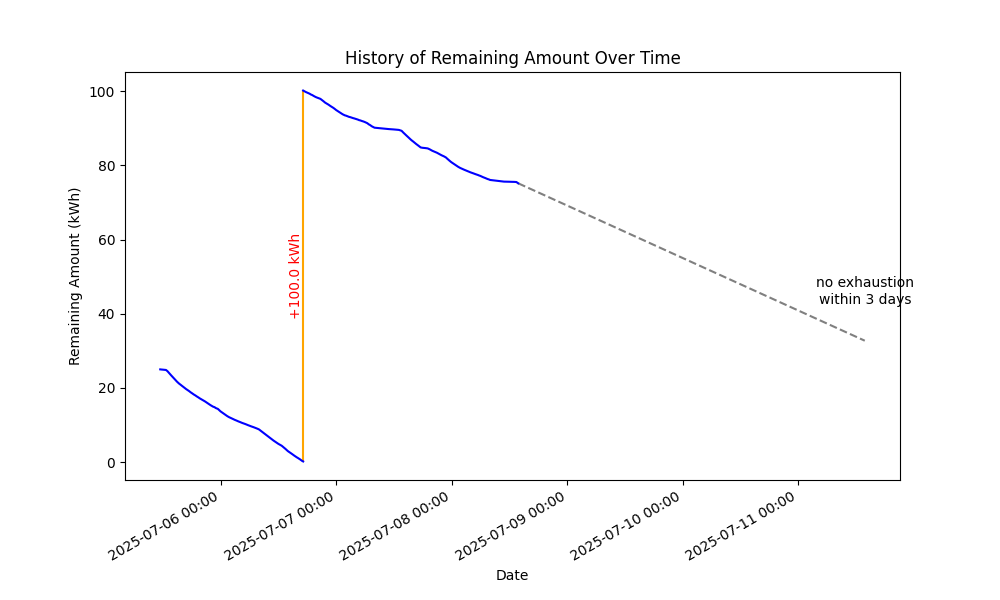 History of Remaining Amount Over Time
Remaining Amount (kWh)
100
80
60
40
20
0
+100.0 kWh
no exhaustion
within 3 days
2025-07-06 00:00
2025-07-07 00:00
2025-07-08 00:00
2025-07-09 00:00
2025-07-10 00:00
2025-07-11 00:00
Date